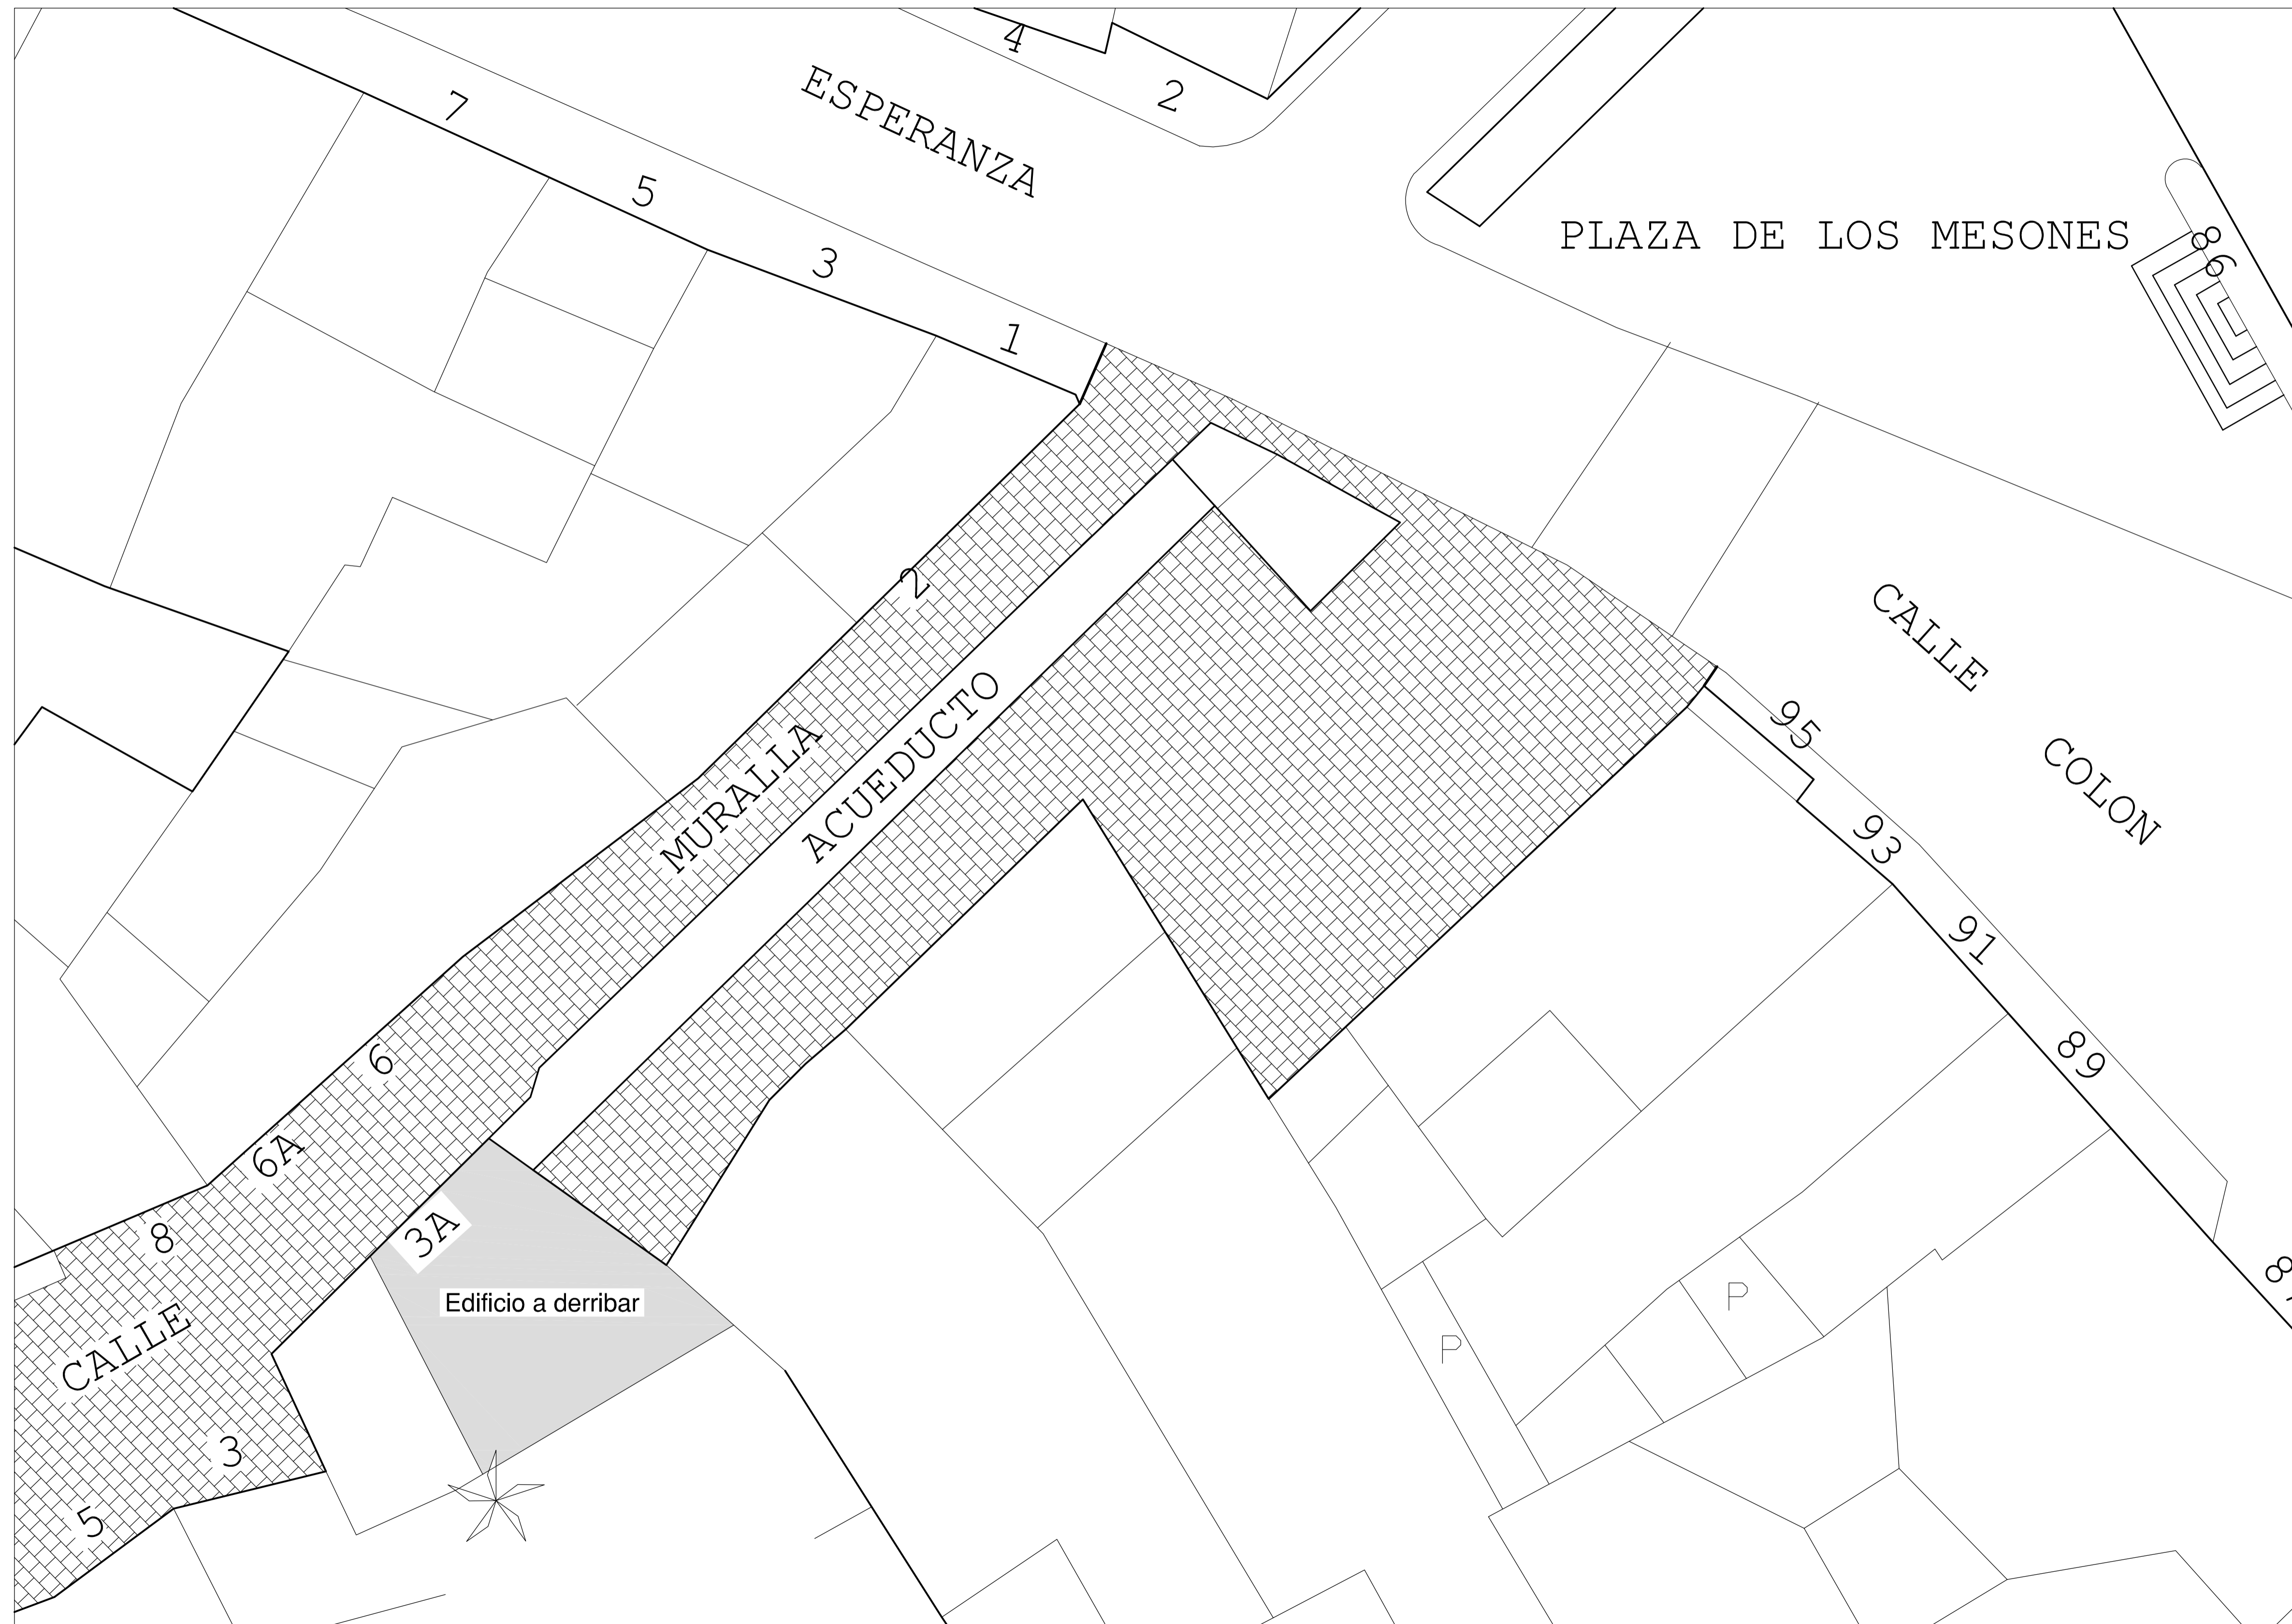 4
2
7
ESPERANZA
5
3
1
PLAZA DE LOS MESONES
86
2
CALLE
COLON
95
93
91
89
MURALLA
ACUEDUCTO
6
6A
8
3A
Edificio a derribar
CALLE
3
5
P
P